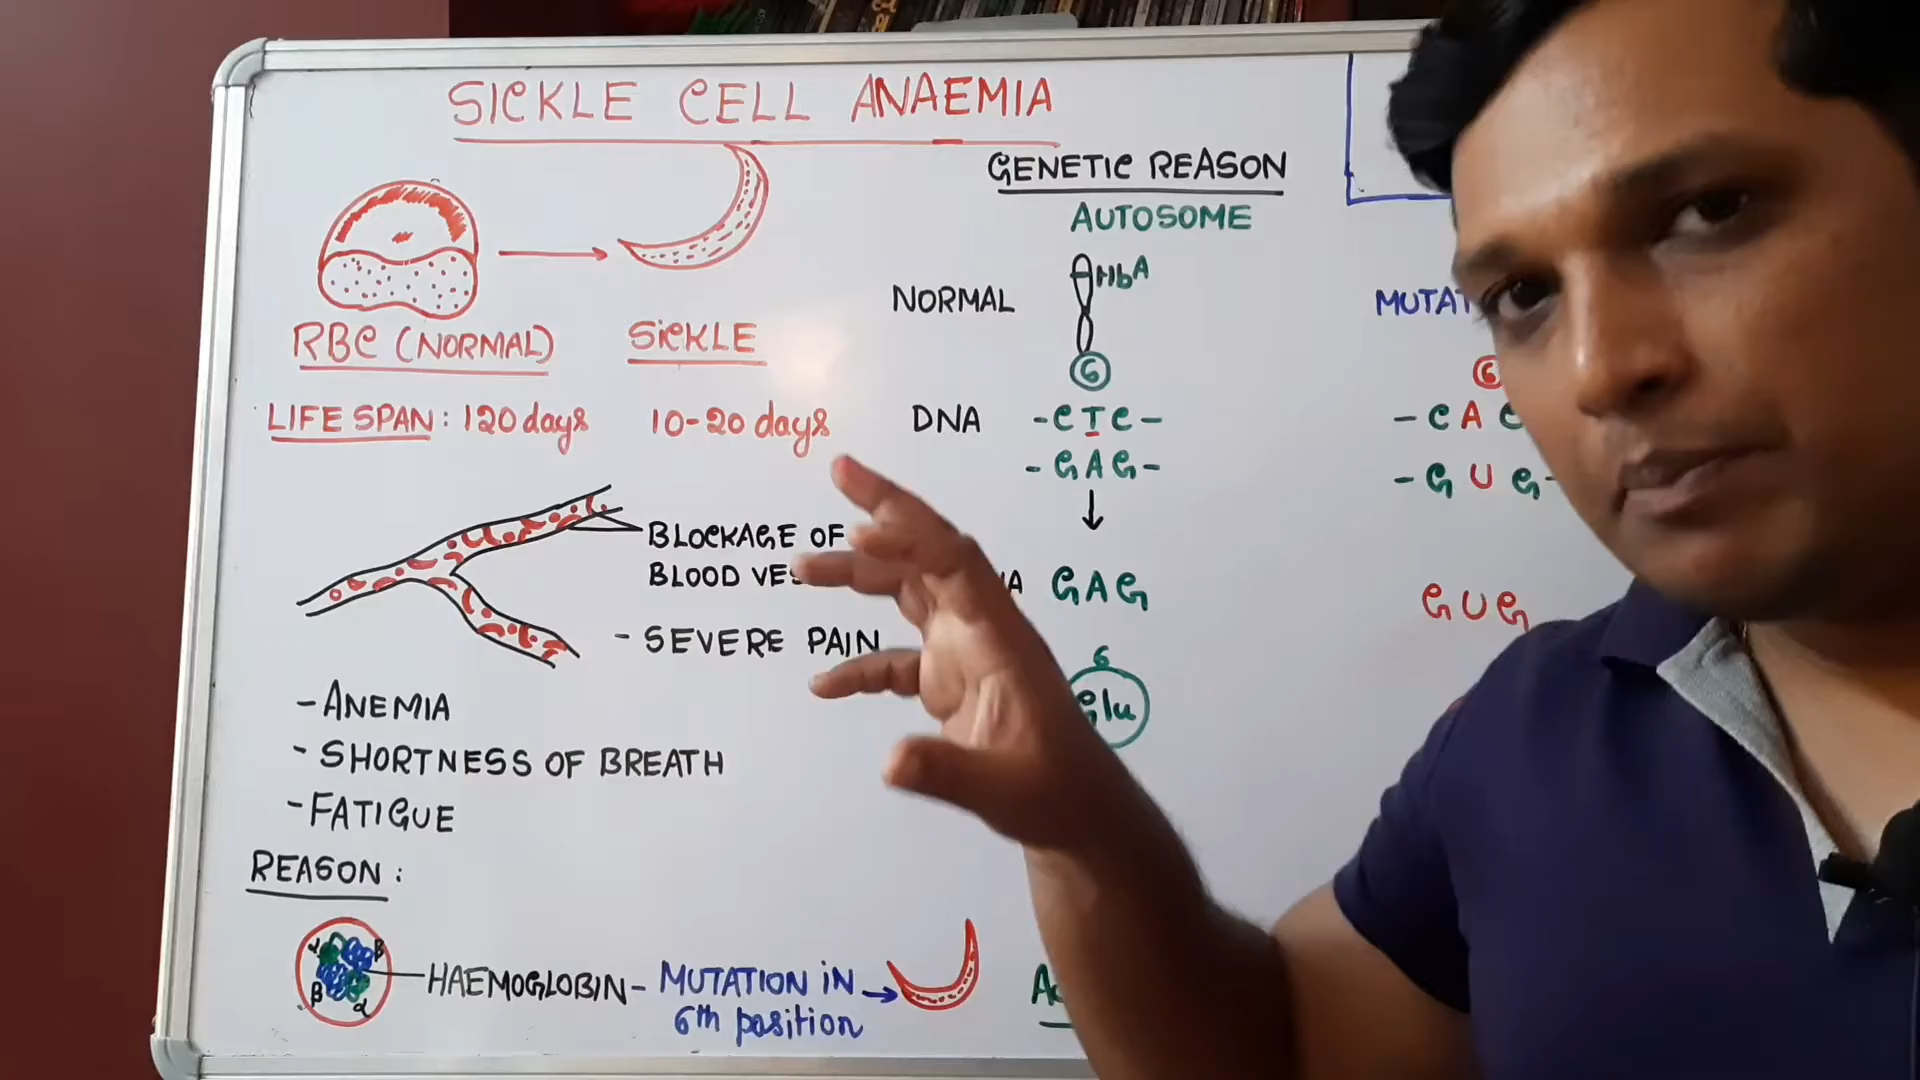 SICKLE CELL ANAEMIA
RBC (NORMAL)
SICKLE
LIFE SPAN: 120 days
10-20 days
BLOCKAGE OF
BLOOD
- SEVERE PAIN
- ANEMIA
- SHORTNESS OF BREATH
- FATIGUE
REASON:
α β
β α
HAEMOGLOBIN - MUTATION IN
6th position
GENETIC REASON
AUTOSOME
HbA
NORMAL
6
DNA -CTC-
-GAG-
GAG
6
Glu
6
-CAC
-GUG-
GUG